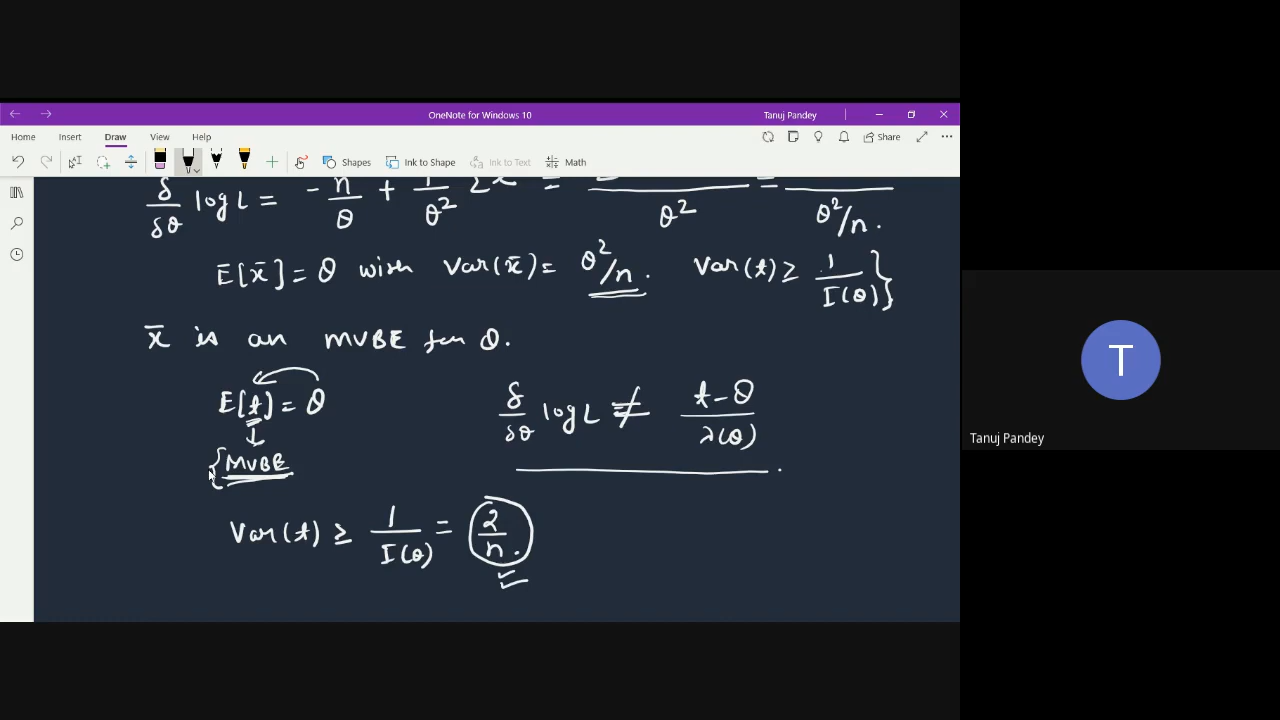 OneNote for Windows 10
Tanuj Pandey
Home Insert Draw View Help
Share
Shapes Ink to Shape Ink to Text Math
δ/δθ log L = -n/θ + 1/θ² Σx = /θ² = /θ²/n.
E[x̄] = θ with Var(x̄) = θ²/n. Var(t) ≥ 1/I(θ)}
x̄ is an MVBE for θ.
E[t] = θ
δ/δθ log L ≠ t-θ/λ(θ)
{MVBE
Var(t) ≥ 1/I(θ) = 2/n.
T
Tanuj Pandey